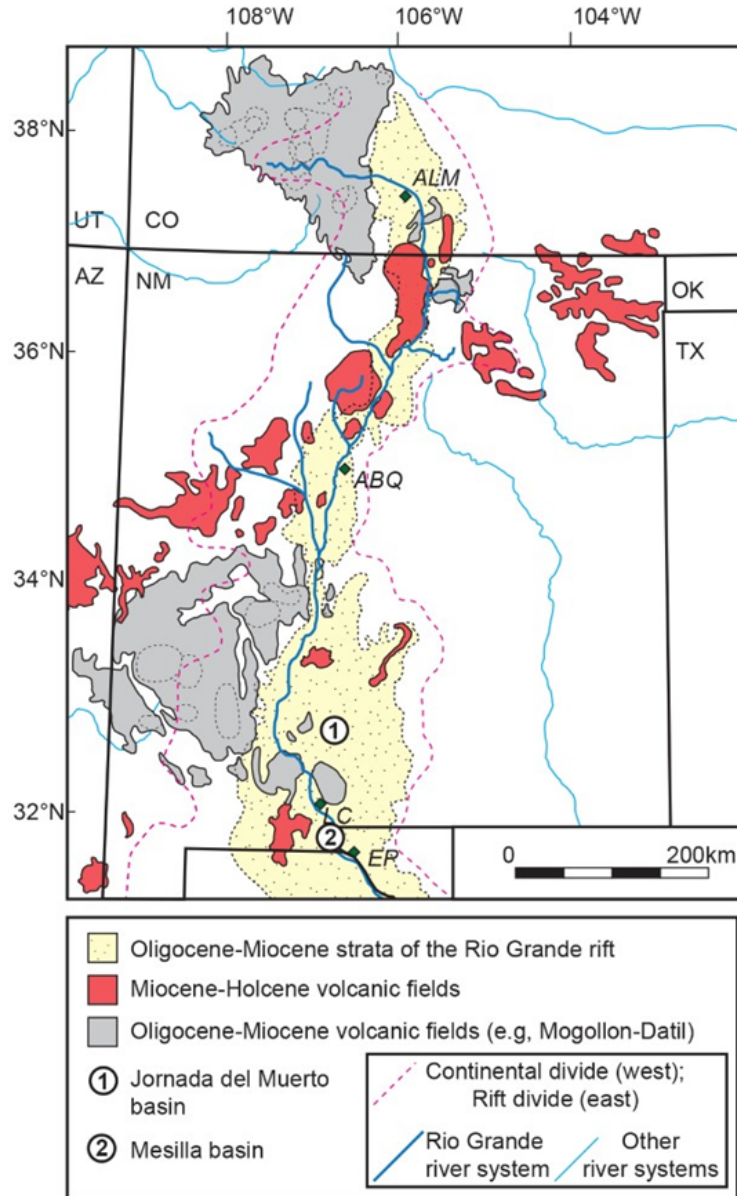 108°W 106°W 104°W
38°N
ALM
UT CO
AZ NM
OK
TX
36°N
ABQ
34°N
1
32°N
LC
2
EP
0 200km
Oligocene-Miocene strata of the Rio Grande rift
Miocene-Holcene volcanic fields
Oligocene-Miocene volcanic fields (e.g, Mogollon-Datil)
1 Jornada del Muerto
basin
2 Mesilla basin
Continental divide (west);
Rift divide (east)
Rio Grande
river system
Other
river systems